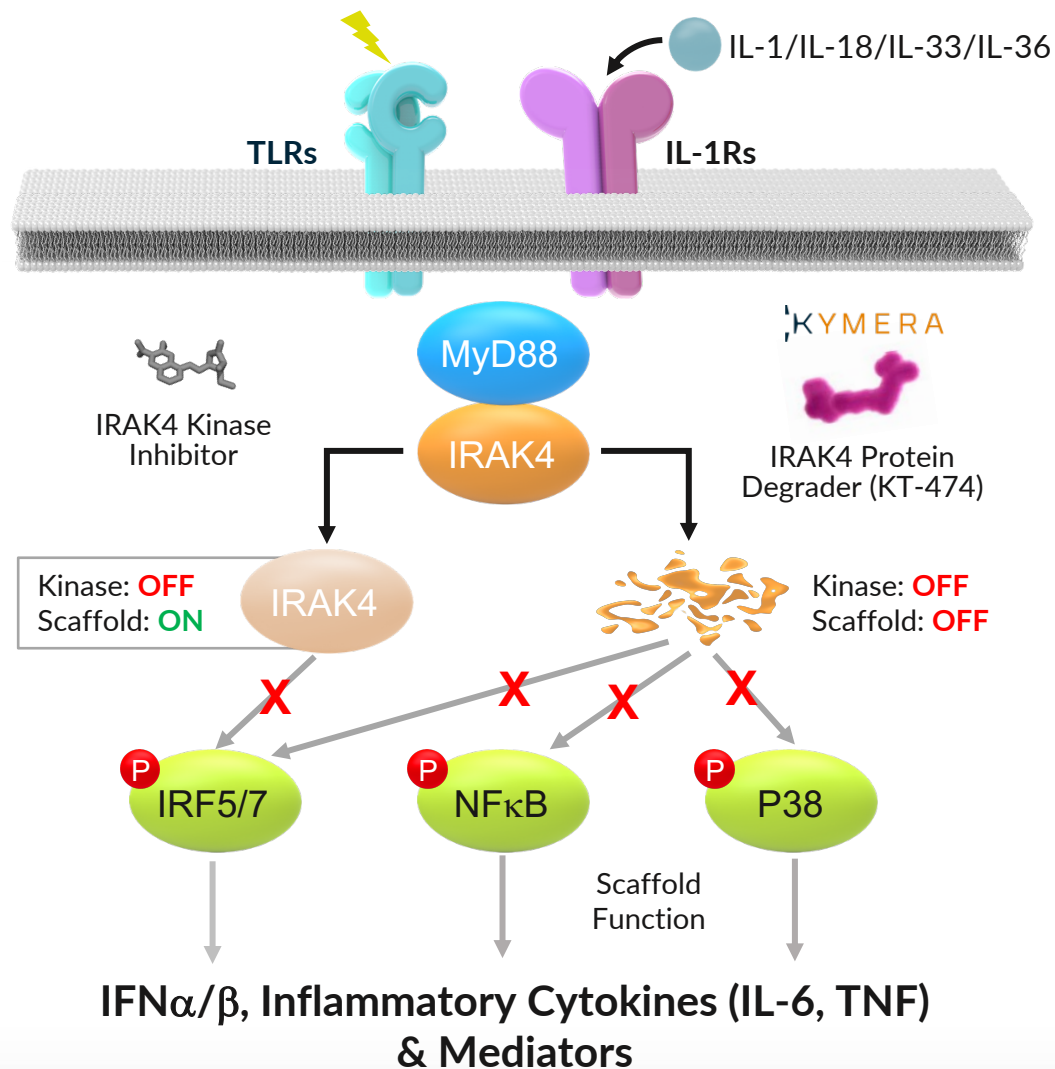 IL-1/IL-18/IL-33/IL-36
TLRs
IL-1Rs
MyD88
KYMERA
IRAK4 Kinase
Inhibitor
IRAK4
IRAK4 Protein
Degrader (KT-474)
Kinase: OFF
Scaffold: ON
IRAK4
Kinase: OFF
Scaffold: OFF
X
X
X
X
P
IRF5/7
P
NFκB
P
P38
Scaffold
Function
IFNα/β, Inflammatory Cytokines (IL-6, TNF)
& Mediators